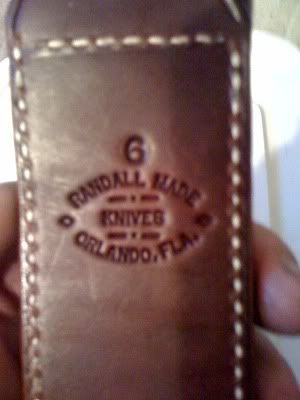 6
RANDALL MADE
KNIVES
ORLANDO, FLA.